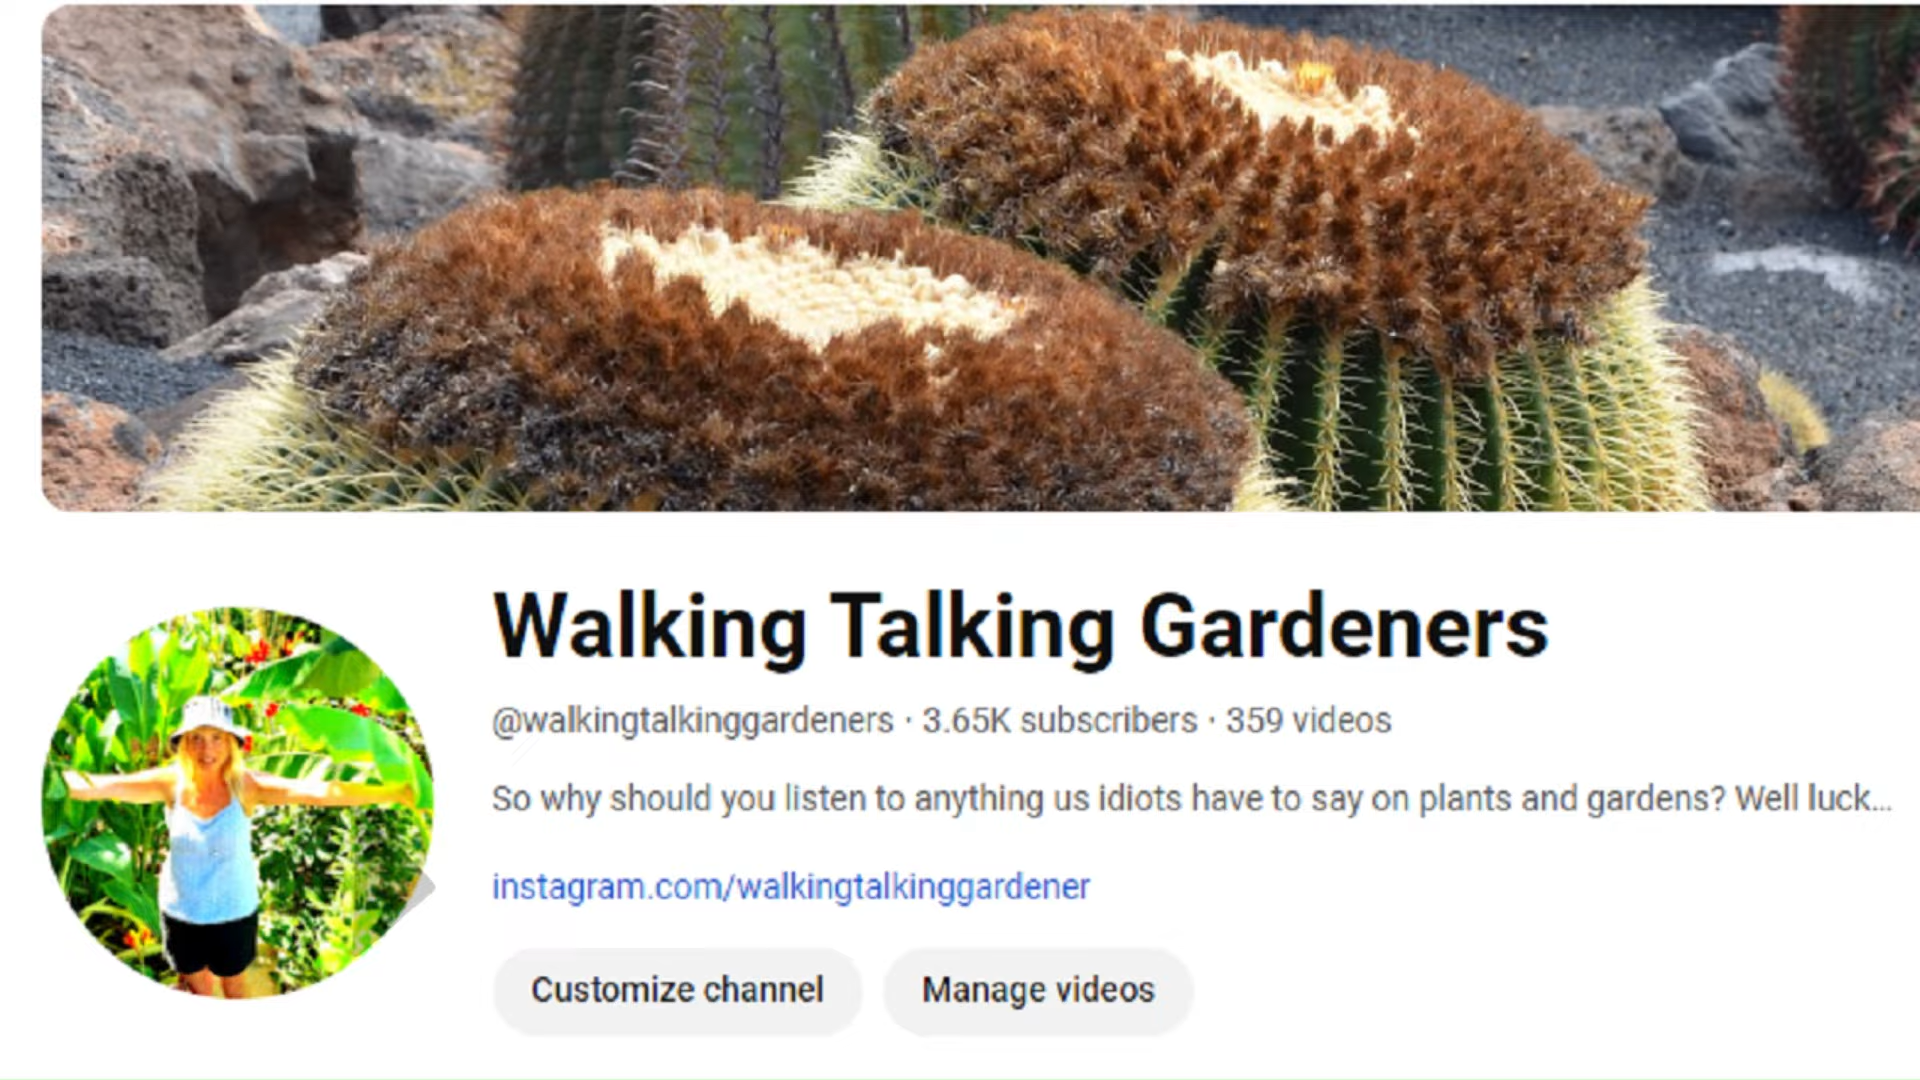 Walking Talking Gardeners
@walkingtalkinggardeners · 3.65K subscribers · 359 videos
So why should you listen to anything us idiots have to say on plants and gardens? Well luck...
instagram.com/walkingtalkinggardener
Customize channel
Manage videos